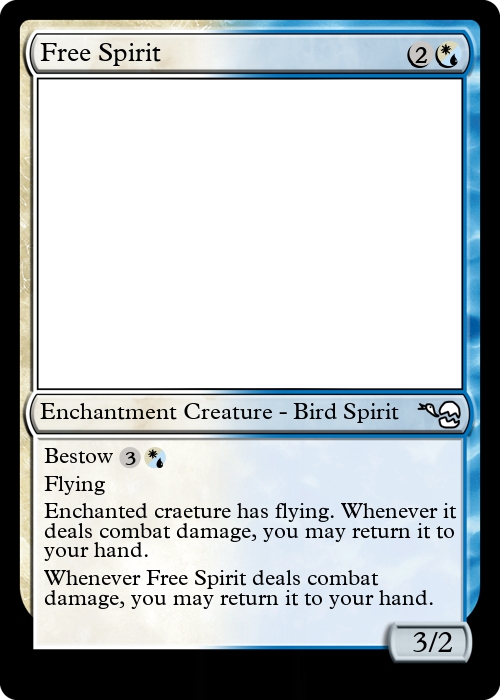 Free Spirit 2
Enchantment Creature - Bird Spirit
Bestow 3
Flying
Enchanted craeture has flying. Whenever it
deals combat damage, you may return it to
your hand.
Whenever Free Spirit deals combat
damage, you may return it to your hand.
3/2